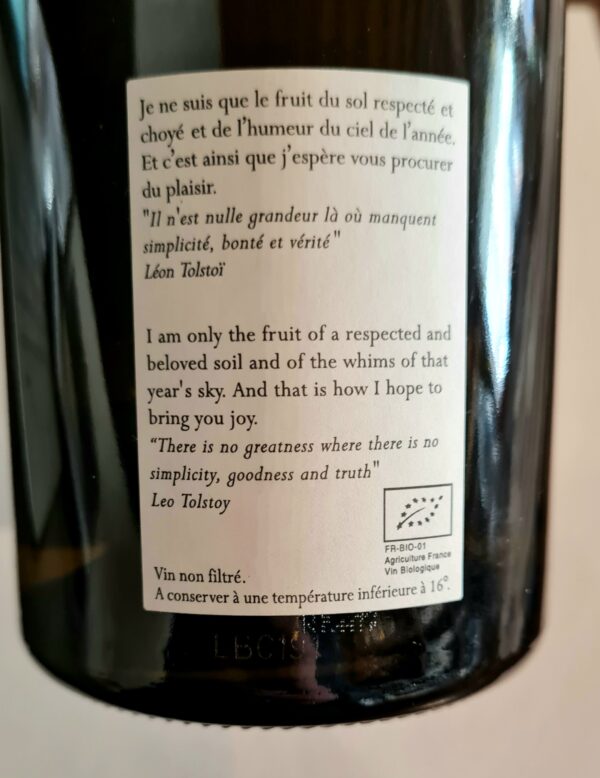 Je ne suis que le fruit du sol respecté et
choyé et de l'humeur du ciel de l'année.
Et c'est ainsi que j'espère vous procurer
du plaisir.
"Il n'est nulle grandeur là où manquent
simplicité, bonté et vérité"
Léon Tolstoï
I am only the fruit of a respected and
beloved soil and of the whims of that
year's sky. And that is how I hope to
bring you joy.
“There is no greatness where there is no
simplicity, goodness and truth"
Leo Tolstoy
FR-BIO-01
Agriculture France
Vin Biologique
Vin non filtré.
A conserver à une température inférieure à 16°.